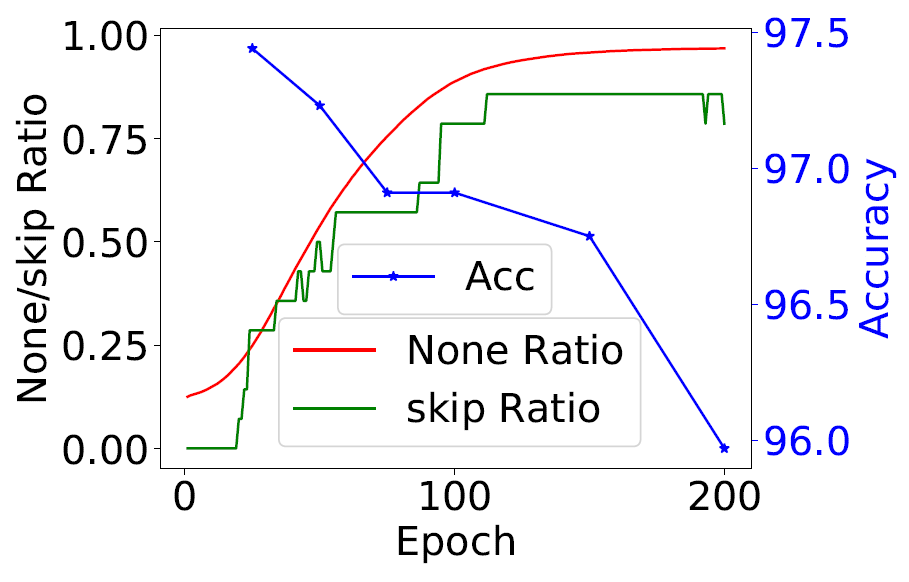 None/skip Ratio
1.00
0.75
0.50
0.25
0.00
0
100
200
Epoch
97.5
97.0
96.5
96.0
Accuracy
Acc
None Ratio
skip Ratio